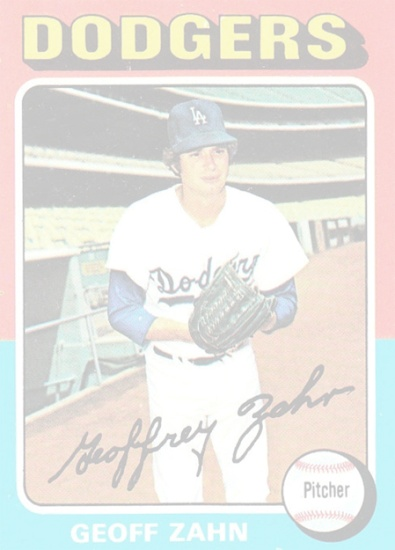 DODGERS
LA
Dodgers
Geoffrey Zahn
Pitcher
GEOFF ZAHN